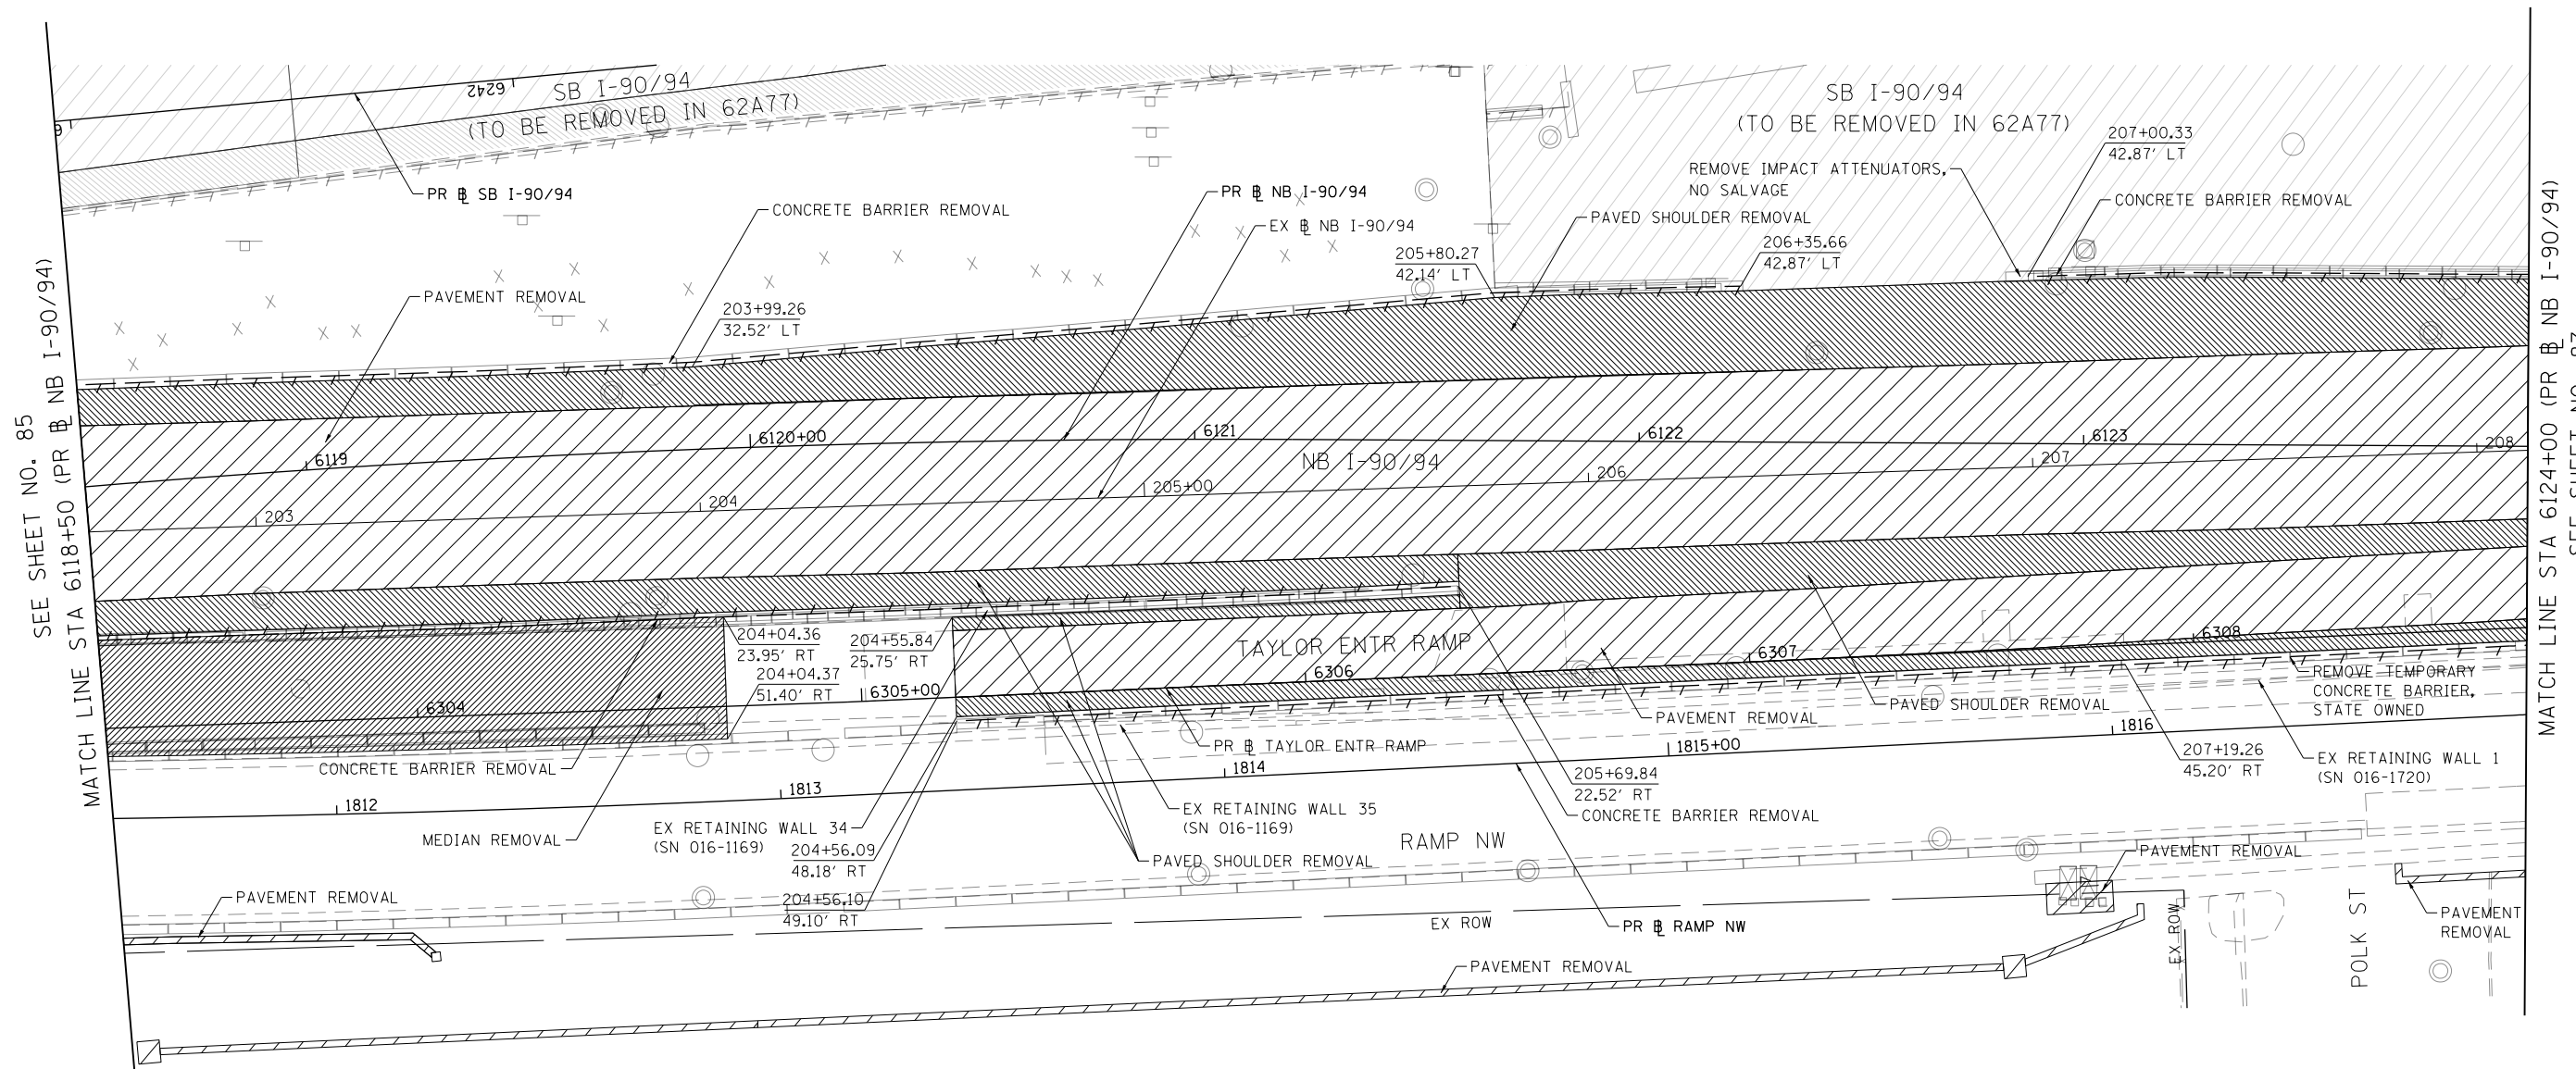 6242
SB I-90/94
(TO BE REMOVED IN 62A77)
PR ⅊ SB I-90/94
CONCRETE BARRIER REMOVAL
PR ⅊ NB I-90/94
EX ⅊ NB I-90/94
SB I-90/94
(TO BE REMOVED IN 62A77)
REMOVE IMPACT ATTENUATORS,
NO SALVAGE
207+00.33
42.87' LT
CONCRETE BARRIER REMOVAL
PAVED SHOULDER REMOVAL
206+35.66
42.87' LT
205+80.27
42.14' LT
PAVEMENT REMOVAL
203+99.26
32.52' LT
SEE SHEET NO. 85
MATCH LINE STA 6118+50 (PR ⅊ NB I-90/94)
6119
6120+00
6121
6122
6123
NB I-90/94
203
204
205+00
206
207
208
MATCH LINE STA 6124+00 (PR ⅊ NB I-90/94)
TAYLOR ENTR RAMP
204+04.36
23.95' RT
204+55.84
25.75' RT
204+04.37
51.40' RT
6304
6305+00
6306
6307
6308
REMOVE TEMPORARY
CONCRETE BARRIER,
STATE OWNED
PAVEMENT REMOVAL
PAVED SHOULDER REMOVAL
PR ⅊ TAYLOR ENTR RAMP
1812
1813
1814
1815+00
1816
CONCRETE BARRIER REMOVAL
MEDIAN REMOVAL
EX RETAINING WALL 34
(SN 016-1169)
204+56.09
48.18' RT
204+56.10
49.10' RT
EX RETAINING WALL 35
(SN 016-1169)
PAVED SHOULDER REMOVAL
205+69.84
22.52' RT
CONCRETE BARRIER REMOVAL
207+19.26
45.20' RT
EX RETAINING WALL 1
(SN 016-1720)
RAMP NW
PAVEMENT REMOVAL
PAVEMENT REMOVAL
EX ROW
PR ⅊ RAMP NW
EX ROW
POLK ST
PAVEMENT
REMOVAL
PAVEMENT REMOVAL